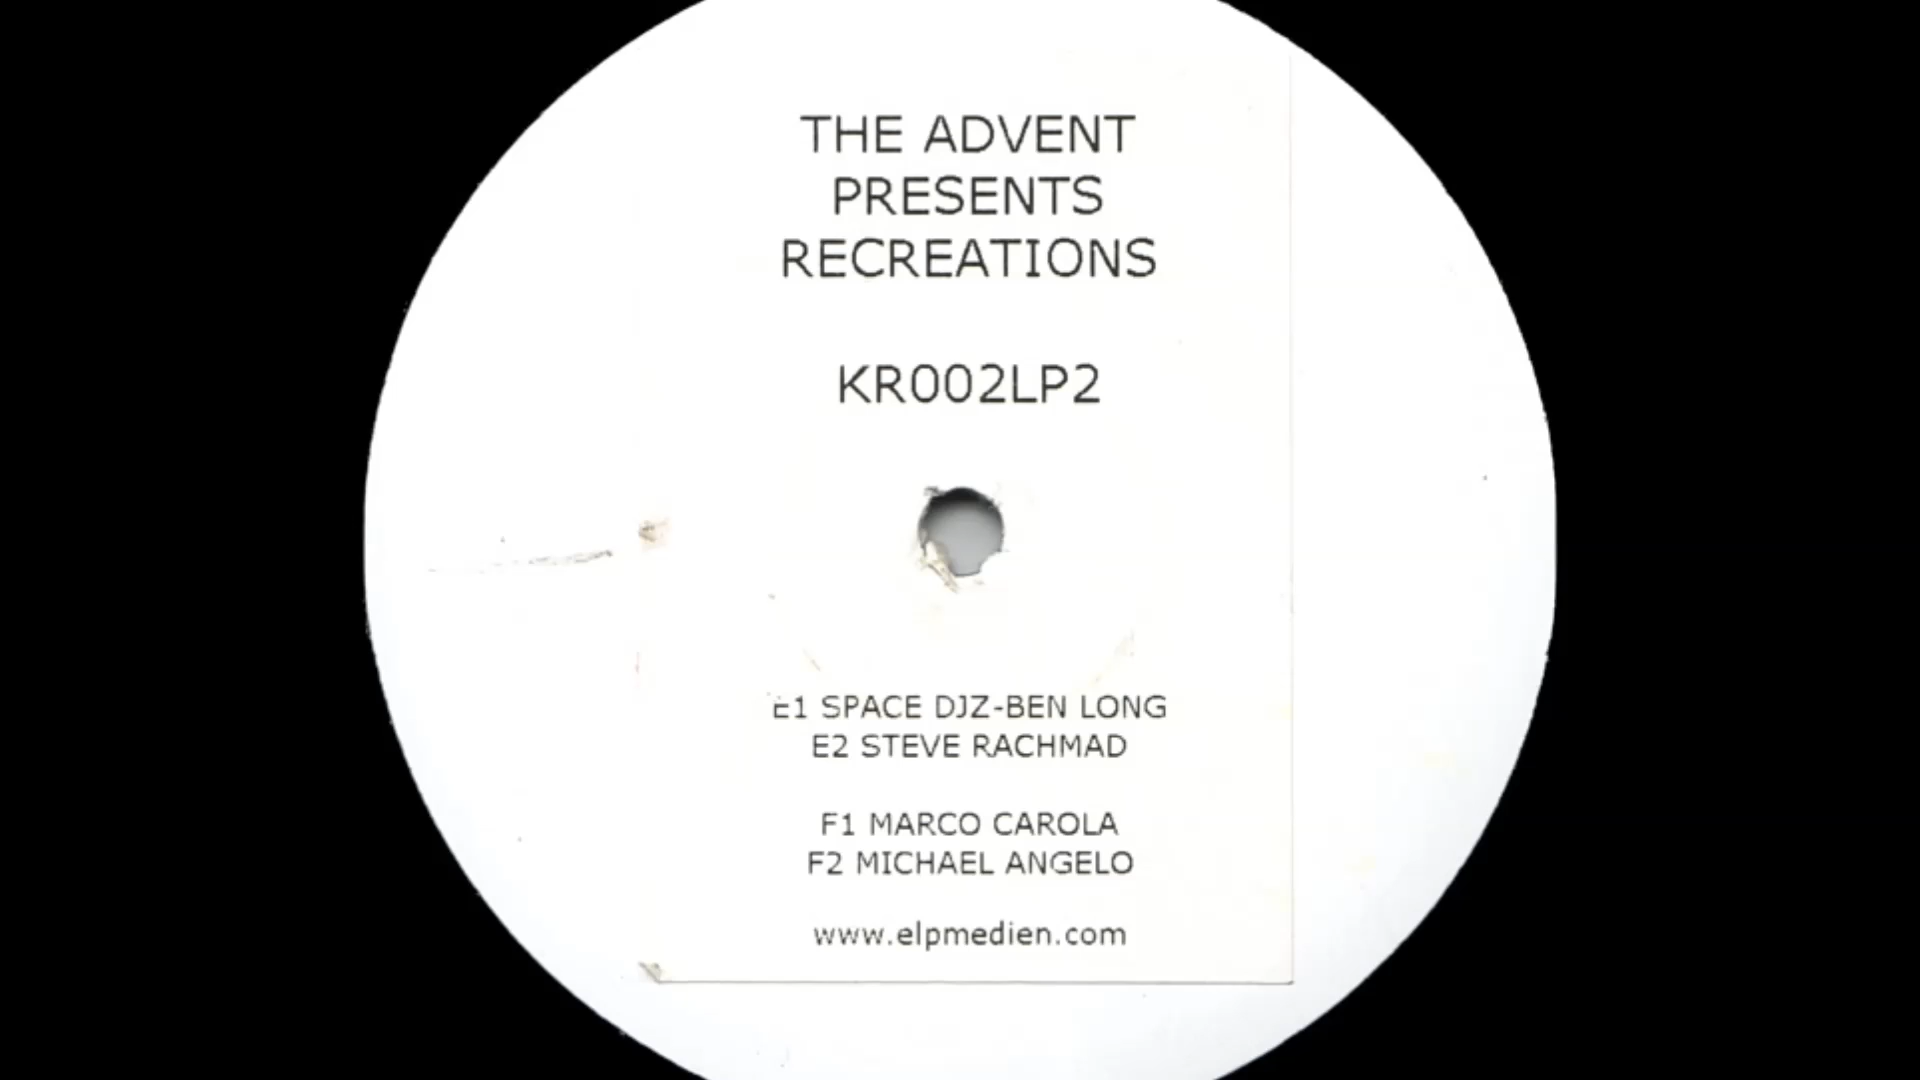 THE ADVENT
PRESENTS
RECREATIONS
KR002LP2
E1 SPACE DJZ-BEN LONG
E2 STEVE RACHMAD
F1 MARCO CAROLA
F2 MICHAEL ANGELO
www.elpmedien.com